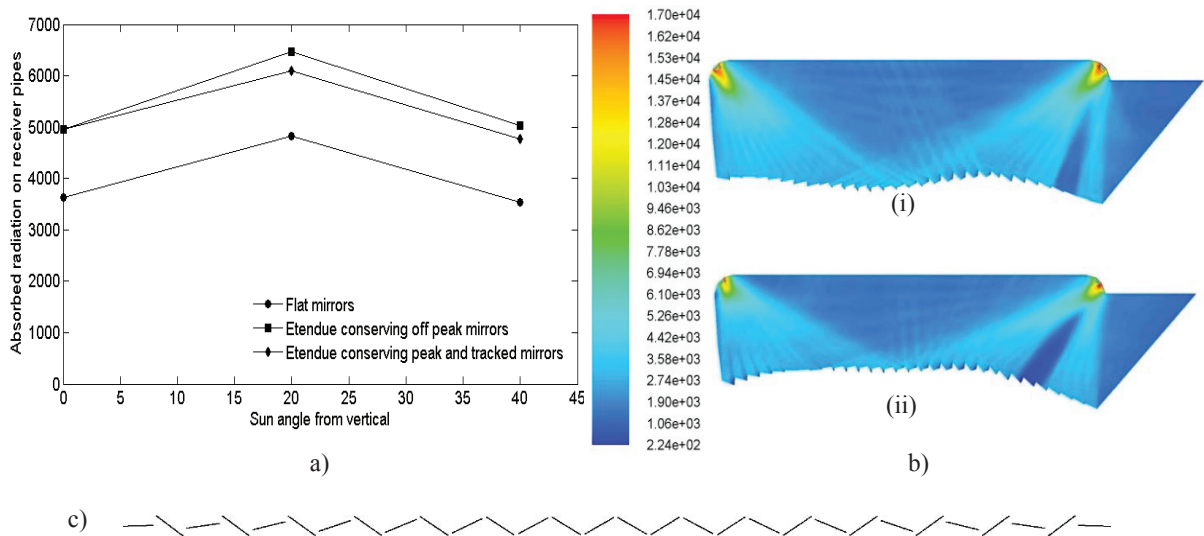 7000
6000
5000
4000
3000
2000
1000
0
Absorbed radiation on receiver pipes
Flat mirrors
Etendue conserving off peak mirrors
Etendue conserving peak and tracked mirrors
0 5 10 15 20 25 30 35 40 45
Sun angle from vertical
a)
1.70e+04
1.62e+04
1.53e+04
1.45e+04
1.37e+04
1.28e+04
1.20e+04
1.11e+04
1.03e+04
9.46e+03
8.62e+03
7.78e+03
6.94e+03
6.10e+03
5.26e+03
4.42e+03
3.58e+03
2.74e+03
1.90e+03
1.06e+03
2.24e+02
(i)
(ii)
b)
c)